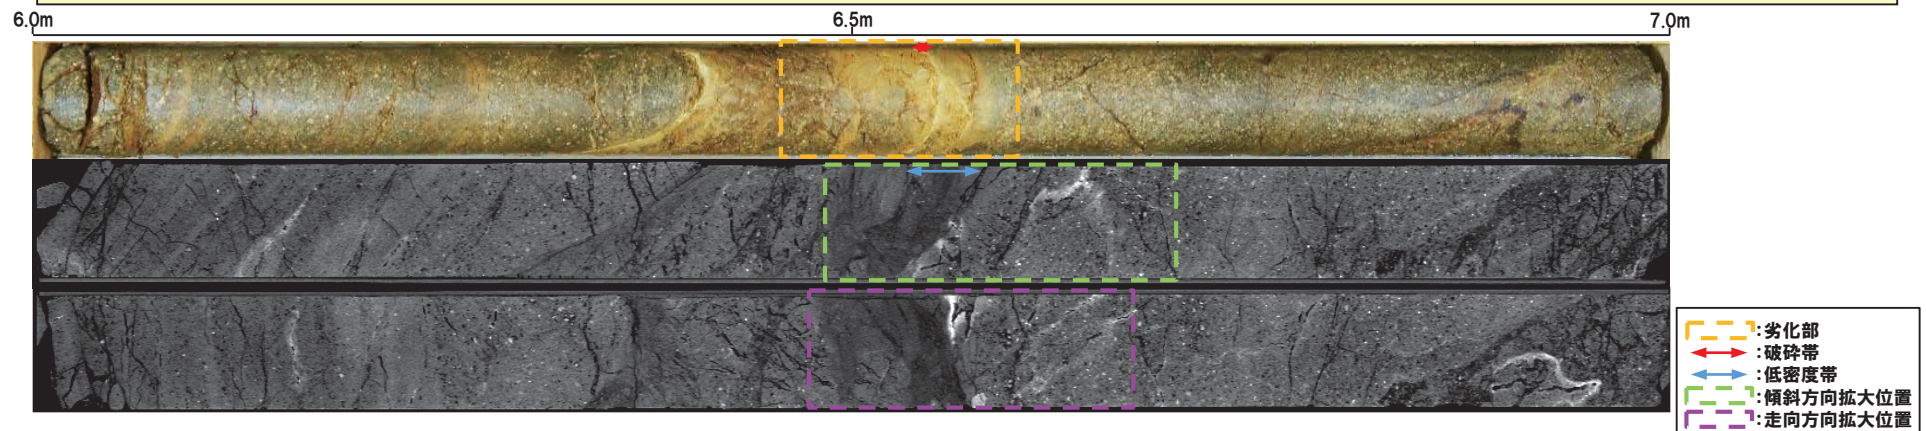 6.0m
6.5m
7.0m
:劣化部
:破砕帯
:低密度帯
:傾斜方向拡大位置
:走向方向拡大位置